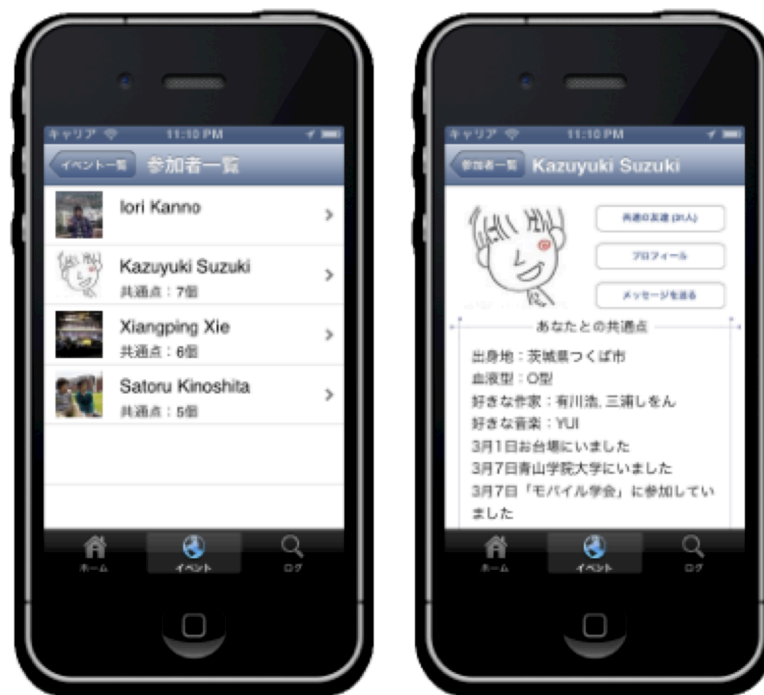 キャリア 11:10 PM
イベント一覧 参加者一覧
Iori Kanno
Kazuyuki Suzuki
共通点：7個
Xiangping Xie
共通点：6個
Satoru Kinoshita
共通点：5個
ホーム イベント ログ
キャリア 11:10 PM
参加者一覧 Kazuyuki Suzuki
共通の友達 (31人)
プロフィール
メッセージを送る
あなたとの共通点
出身地：茨城県つくば市
血液型：O型
好きな作家：有川浩, 三浦しをん
好きな音楽：YUI
3月1日お台場にいました
3月7日青山学院大学にいました
3月7日「モバイル学会」に参加してい
ました
ホーム イベント ログ